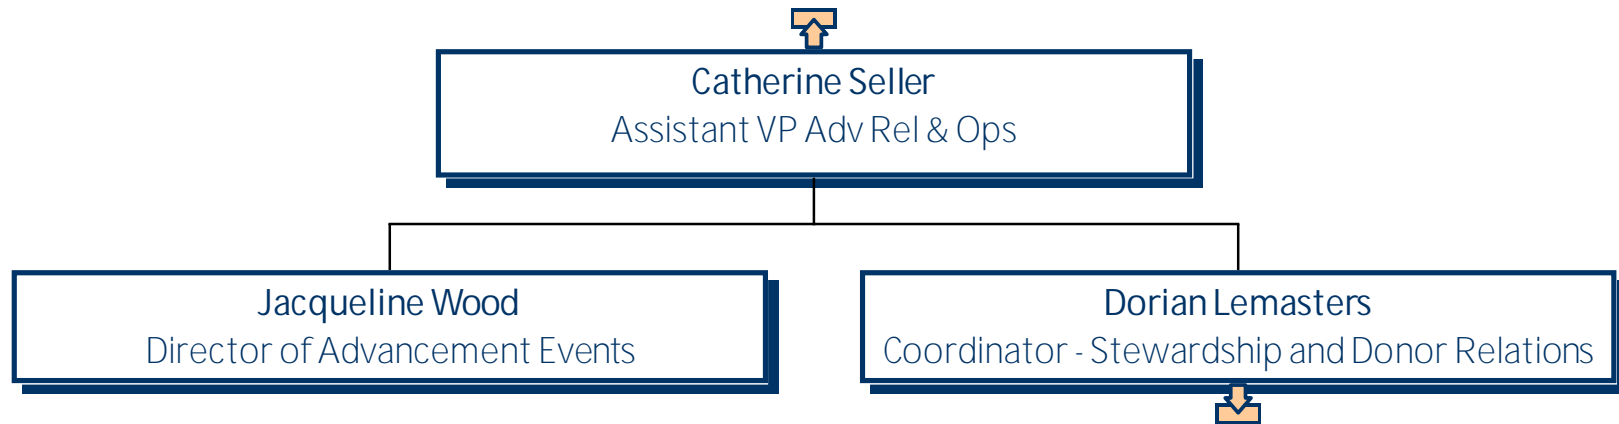 Catherine Seller
Assistant VP Adv Rel & Ops
Jacqueline Wood
Director of Advancement Events
Dorian Lemasters
Coordinator - Stewardship and Donor Relations